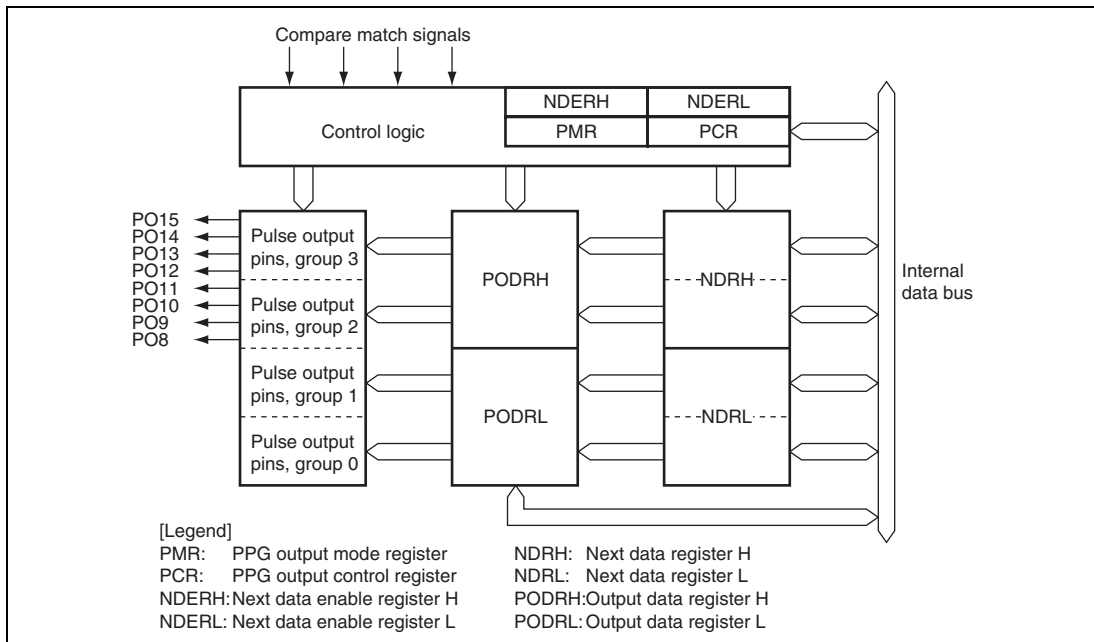 Compare match signals
NDERH NDERL
Control logic PMR PCR
PO15
PO14
PO13
PO12
PO11
PO10
PO9
PO8
Pulse output
pins, group 3
Pulse output
pins, group 2
Pulse output
pins, group 1
Pulse output
pins, group 0
PODRH
PODRL
NDRH
NDRL
Internal
data bus
[Legend]
PMR: PPG output mode register
PCR: PPG output control register
NDERH: Next data enable register H
NDERL: Next data enable register L
NDRH: Next data register H
NDRL: Next data register L
PODRH: Output data register H
PODRL: Output data register L